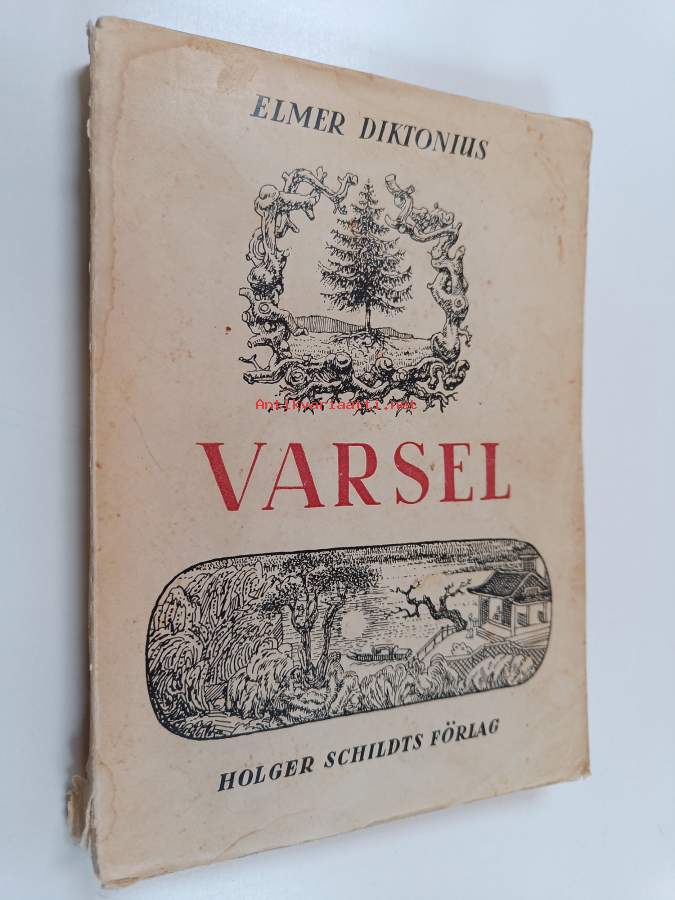 ELMER DIKTONIUS
Antikvariaatti.net
VARSEL
HOLGER SCHILDTS FÖRLAG